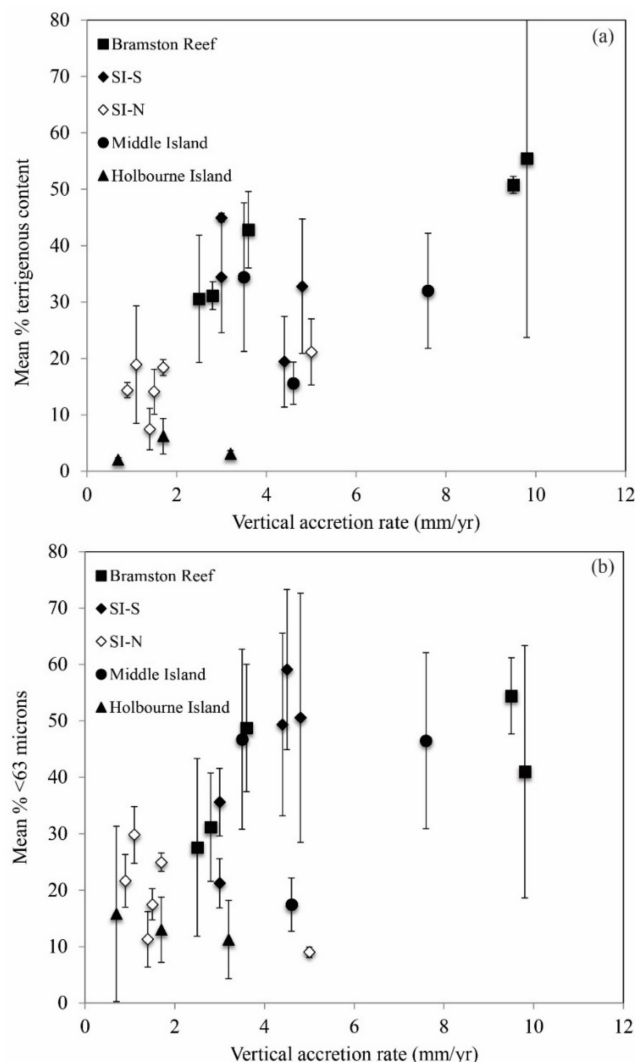 80
(a)
Bramston Reef
70
SI-S
60
SI-N
Middle Island
50
Holbourne Island
40
30
20
10
0
0 2 4 6 8 10 12
Mean % terrigenous content
Vertical accretion rate (mm/yr)
80
(b)
Bramston Reef
70
SI-S
60
SI-N
Middle Island
50
Holbourne Island
40
30
20
10
0
0 2 4 6 8 10 12
Mean % <63 microns
Vertical accretion rate (mm/yr)